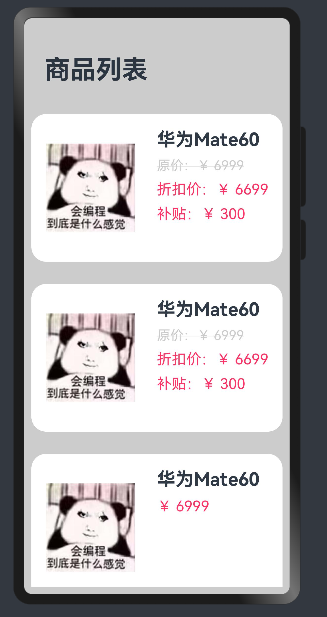 商品列表
华为Mate60
原价：￥ 6999
折扣价：￥ 6699
补贴：￥ 300
会编程
到底是什么感觉
华为Mate60
原价：￥ 6999
折扣价：￥ 6699
补贴：￥ 300
会编程
到底是什么感觉
华为Mate60
￥ 6999
会编程
到底是什么感觉